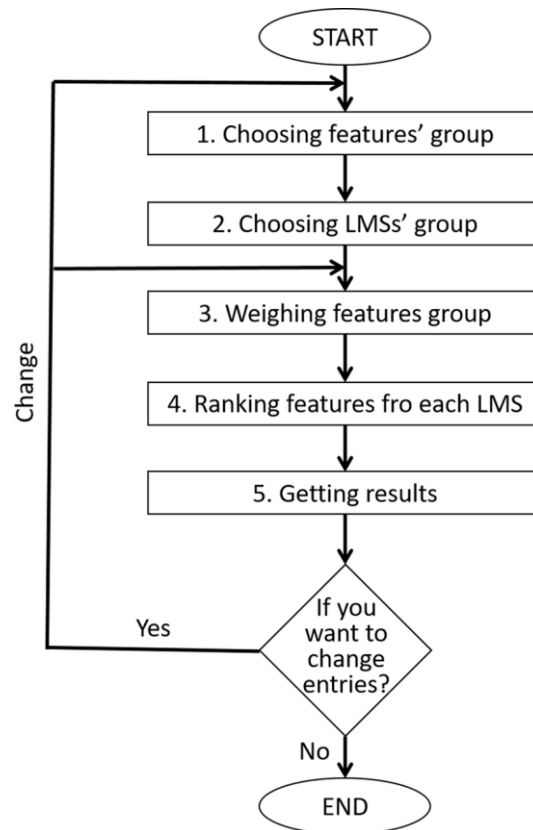 START
1. Choosing features' group
2. Choosing LMSs' group
3. Weighing features group
4. Ranking features fro each LMS
5. Getting results
If you
want to
change
entries?
Yes
Change
No
END